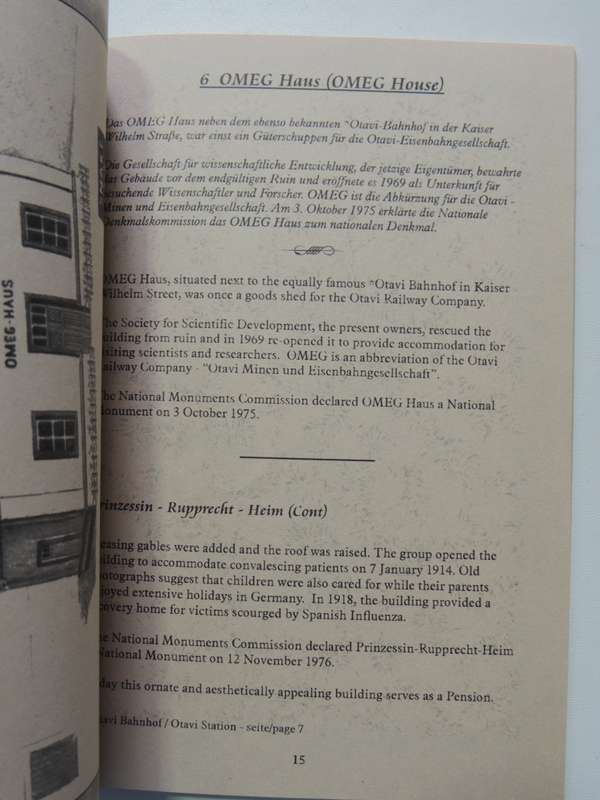 OMEG-HAUS
6 OMEG Haus (OMEG House)
Das OMEG Haus neben dem ebenso bekannten ^Otavi-Bahnhof in der Kaiser
Wilhelm Straße, war einst ein Güterschuppen für die Otavi-Eisenbahngesellschaft.
Die Gesellschaft für wissenschaftliche Entwicklung, der jetzige Eigentümer, bewahrte
das Gebäude vor dem endgültigen Ruin und eröffnete es 1969 als Unterkunft für
besuchende Wissenschaftler und Forscher. OMEG ist die Abkürzung für die Otavi -
Minen und Eisenbahngesellschaft. Am 3. Oktober 1975 erklärte die Nationale
Denkmalskommission das OMEG Haus zum nationalen Denkmal.
OMEG Haus, situated next to the equally famous ^Otavi Bahnhof in Kaiser
Wilhelm Street, was once a goods shed for the Otavi Railway Company.
The Society for Scientific Development, the present owners, rescued the
building from ruin and in 1969 re-opened it to provide accommodation for
visiting scientists and researchers. OMEG is an abbreviation of the Otavi
Railway Company - "Otavi Minen und Eisenbahngesellschaft".
The National Monuments Commission declared OMEG Haus a National
Monument on 3 October 1975.
Prinzessin - Rupprecht - Heim (Cont)
easing gables were added and the roof was raised. The group opened the
ilding to accommodate convalescing patients on 7 January 1914. Old
otographs suggest that children were also cared for while their parents
joyed extensive holidays in Germany. In 1918, the building provided a
covery home for victims scourged by Spanish Influenza.
he National Monuments Commission declared Prinzessin-Rupprecht-Heim
National Monument on 12 November 1976.
day this ornate and aesthetically appealing building serves as a Pension.
tavi Bahnhof / Otavi Station - seite/page 7
15